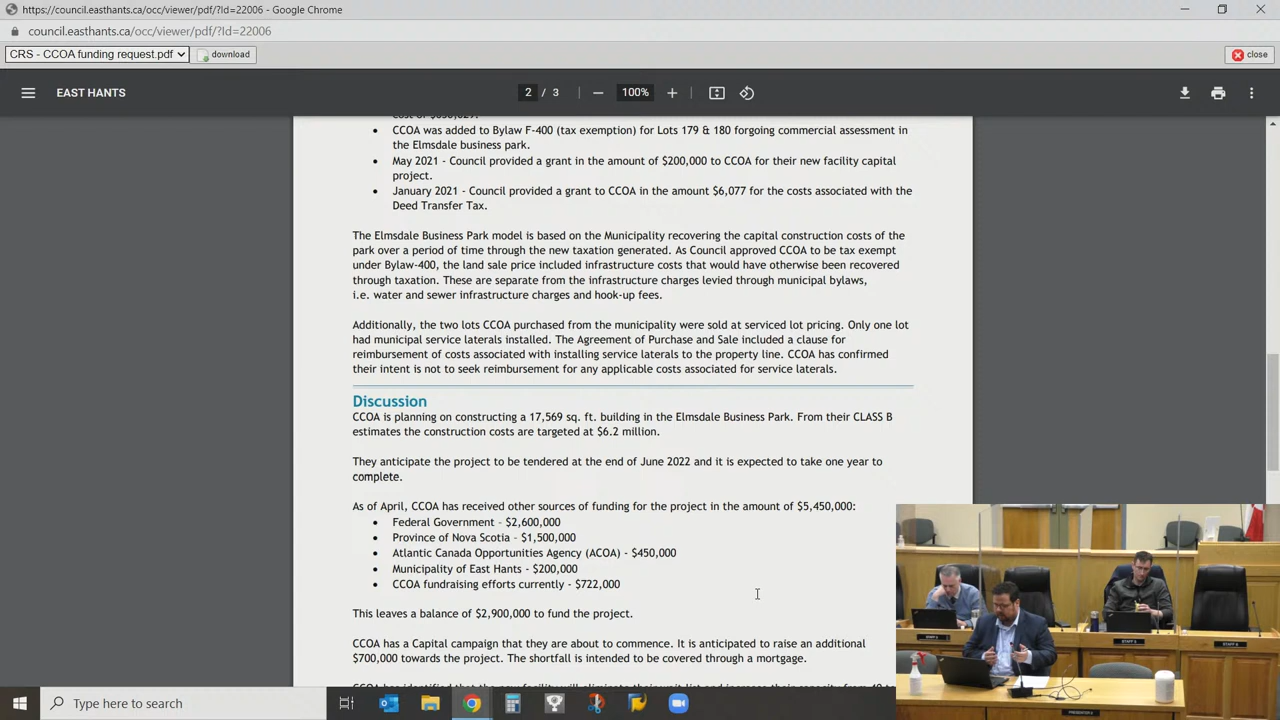 https://council.easthants.ca/occ/viewer/pdf/?Id=22006 - Google Chrome
council.easthants.ca/occ/viewer/pdf/?Id=22006
CRS - CCOA funding request.pdf
download
close
EAST HANTS
2 / 3
100%
• CCOA was added to Bylaw F-400 (tax exemption) for Lots 179 & 180 forgoing commercial assessment in
the Elmsdale business park.
• May 2021 - Council provided a grant in the amount of $200,000 to CCOA for their new facility capital
project.
• January 2021 - Council provided a grant to CCOA in the amount $6,077 for the costs associated with the
Deed Transfer Tax.
The Elmsdale Business Park model is based on the Municipality recovering the capital construction costs of the
park over a period of time through the new taxation generated. As Council approved CCOA to be tax exempt
under Bylaw-400, the land sale price included infrastructure costs that would have otherwise been recovered
through taxation. These are separate from the infrastructure charges levied through municipal bylaws,
i.e. water and sewer infrastructure charges and hook-up fees.
Additionally, the two lots CCOA purchased from the municipality were sold at serviced lot pricing. Only one lot
had municipal service laterals installed. The Agreement of Purchase and Sale included a clause for
reimbursement of costs associated with installing service laterals to the property line. CCOA has confirmed
their intent is not to seek reimbursement for any applicable costs associated for service laterals.
Discussion
CCOA is planning on constructing a 17,569 sq. ft. building in the Elmsdale Business Park. From their CLASS B
estimates the construction costs are targeted at $6.2 million.
They anticipate the project to be tendered at the end of June 2022 and it is expected to take one year to
complete.
As of April, CCOA has received other sources of funding for the project in the amount of $5,450,000:
• Federal Government - $2,600,000
• Province of Nova Scotia - $1,500,000
• Atlantic Canada Opportunities Agency (ACOA) - $450,000
• Municipality of East Hants - $200,000
• CCOA fundraising efforts currently - $722,000
This leaves a balance of $2,900,000 to fund the project.
CCOA has a Capital campaign that they are about to commence. It is anticipated to raise an additional
$700,000 towards the project. The shortfall is intended to be covered through a mortgage.
Type here to search